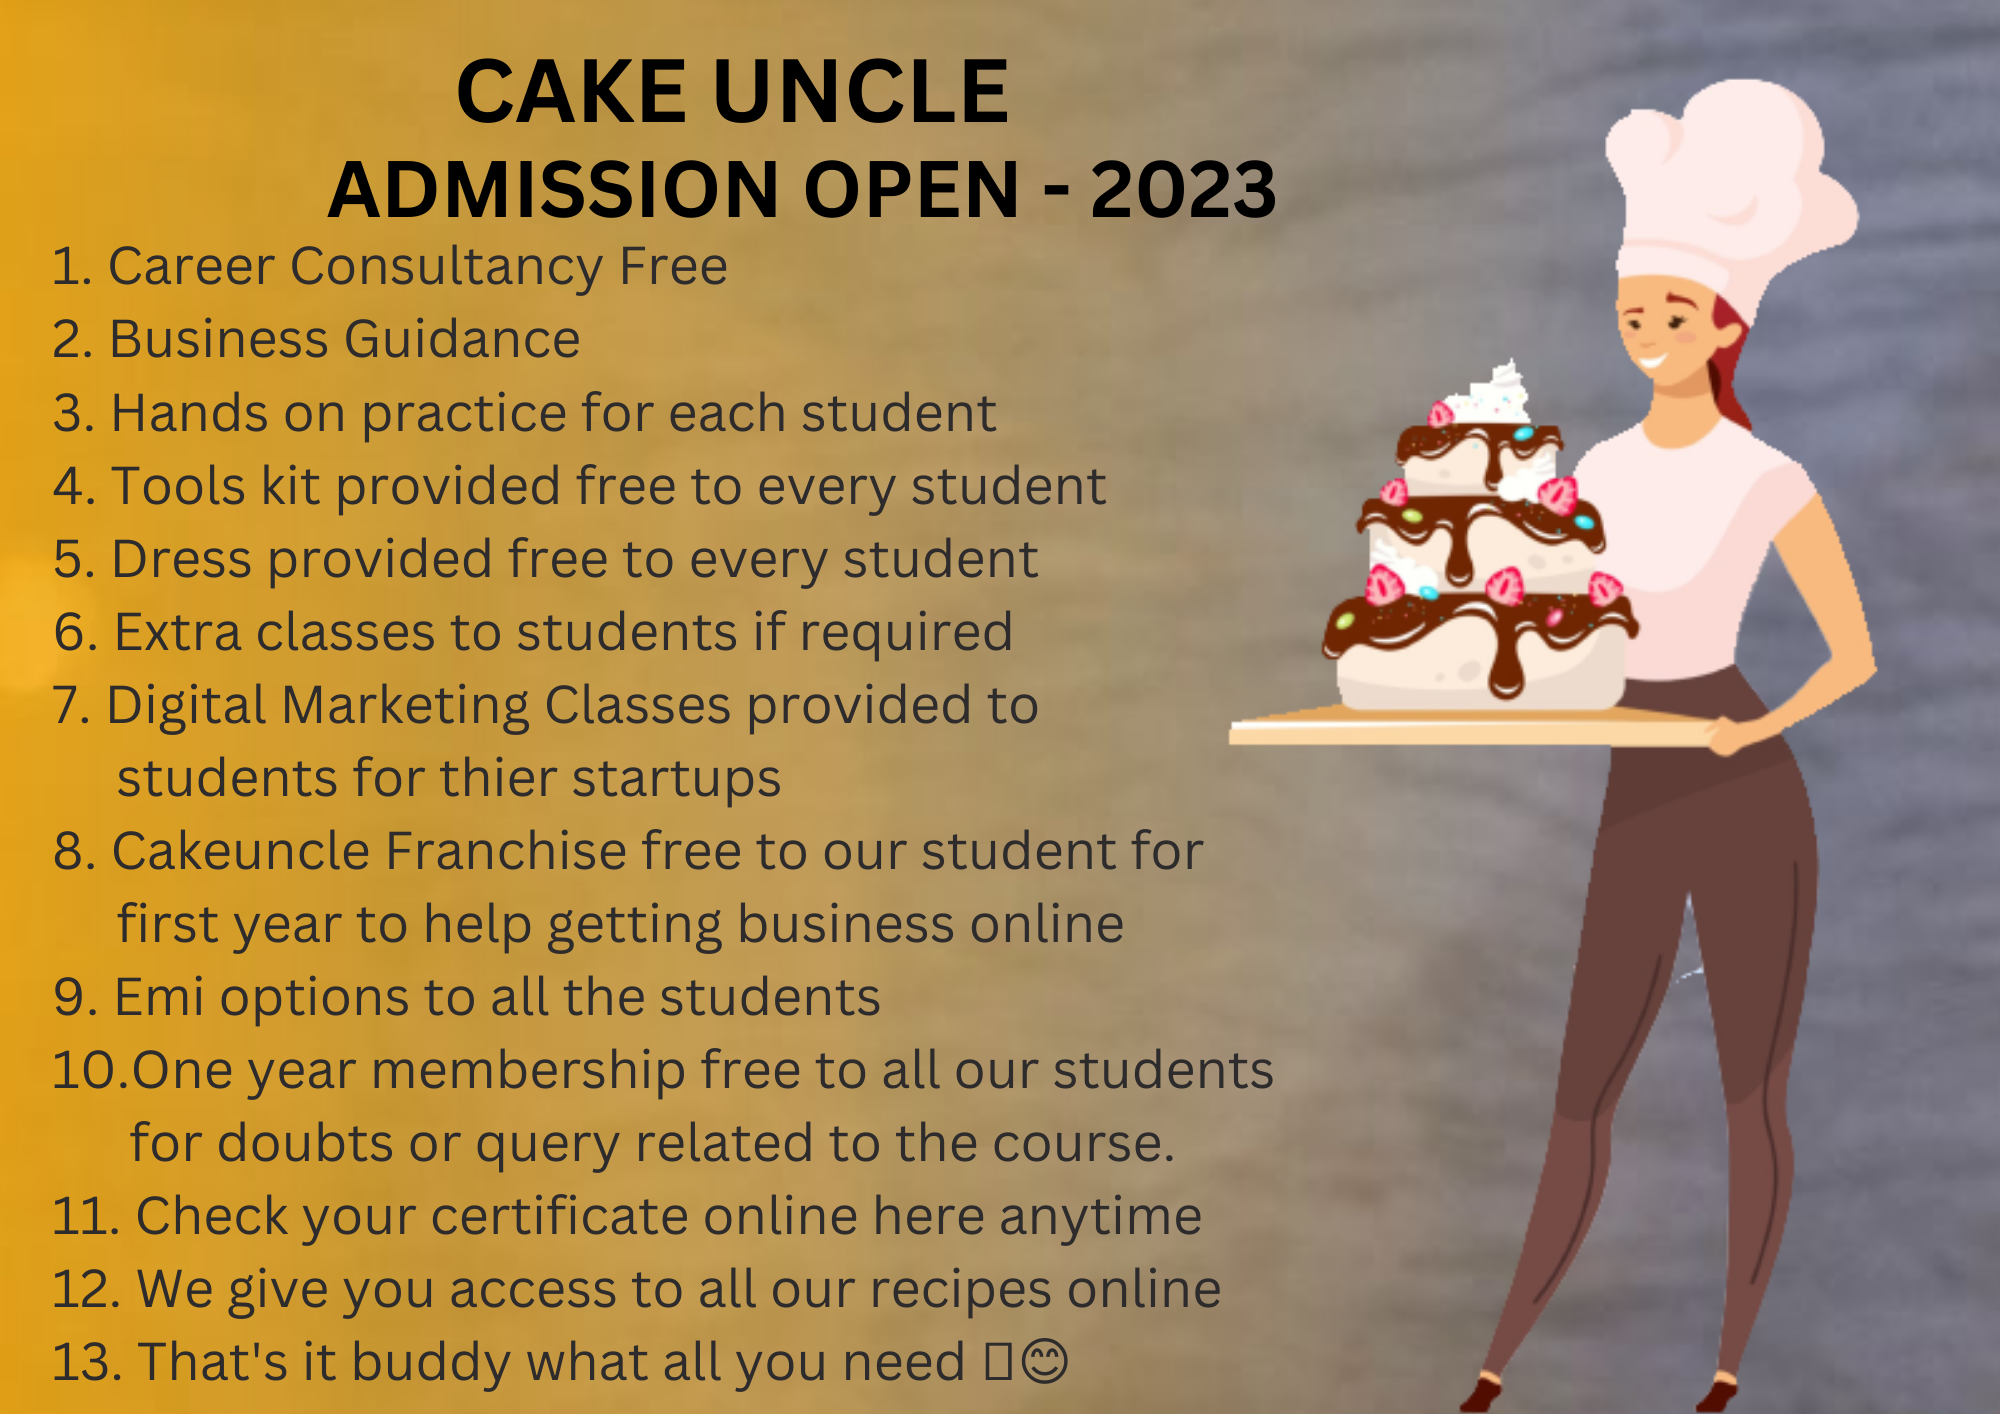 CAKE UNCLE
ADMISSION OPEN - 2023
1. Career Consultancy Free
2. Business Guidance
3. Hands on practice for each student
4. Tools kit provided free to every student
5. Dress provided free to every student
6. Extra classes to students if required
7. Digital Marketing Classes provided to
students for thier startups
8. Cakeuncle Franchise free to our student for
first year to help getting business online
9. Emi options to all the students
10.One year membership free to all our students
for doubts or query related to the course.
11. Check your certificate online here anytime
12. We give you access to all our recipes online
13. That's it buddy what all you need 😊